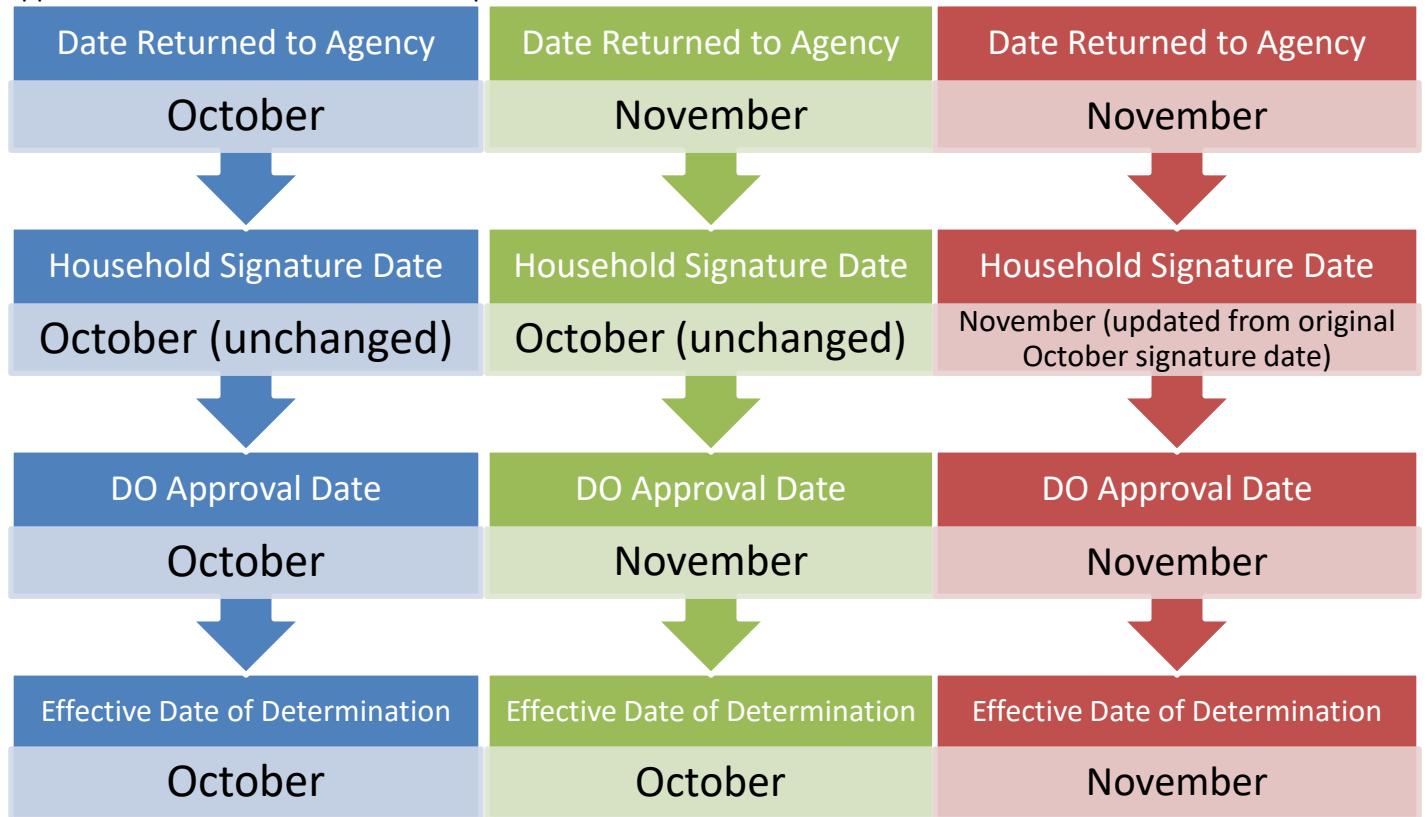 Date Returned to Agency
October
Household Signature Date
October (unchanged)
DO Approval Date
October
Effective Date of Determination
October
Date Returned to Agency
November
Household Signature Date
October (unchanged)
DO Approval Date
November
Effective Date of Determination
October
Date Returned to Agency
November
Household Signature Date
November (updated from original
October signature date)
DO Approval Date
November
Effective Date of Determination
November